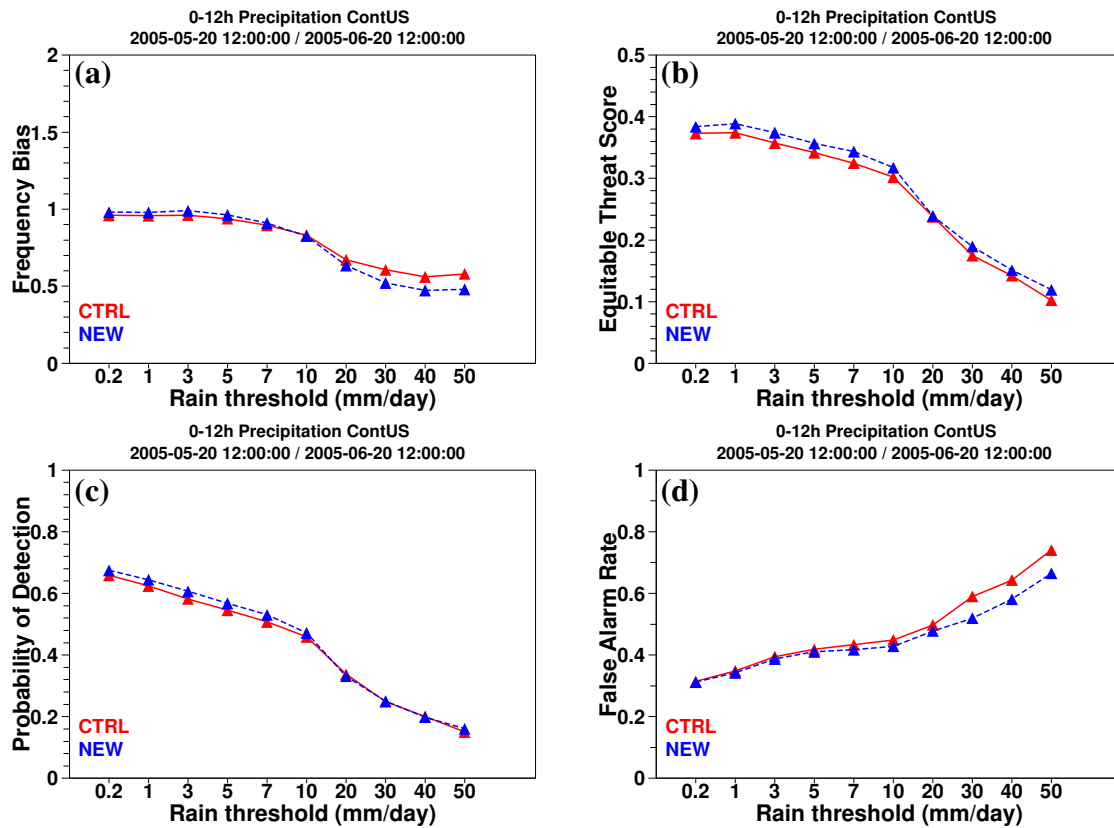 0-12h Precipitation ContUS
2005-05-20 12:00:00 / 2005-06-20 12:00:00
(a)
Frequency Bias
2
1.5
1
0.5
0
CTRL
NEW
0.2 1 3 5 7 10 20 30 40 50
Rain threshold (mm/day)
0-12h Precipitation ContUS
2005-05-20 12:00:00 / 2005-06-20 12:00:00
(b)
Equitable Threat Score
0.5
0.4
0.3
0.2
0.1
0
CTRL
NEW
0.2 1 3 5 7 10 20 30 40 50
Rain threshold (mm/day)
0-12h Precipitation ContUS
2005-05-20 12:00:00 / 2005-06-20 12:00:00
(c)
Probability of Detection
1
0.8
0.6
0.4
0.2
0
CTRL
NEW
0.2 1 3 5 7 10 20 30 40 50
Rain threshold (mm/day)
0-12h Precipitation ContUS
2005-05-20 12:00:00 / 2005-06-20 12:00:00
(d)
False Alarm Rate
1
0.8
0.6
0.4
0.2
0
CTRL
NEW
0.2 1 3 5 7 10 20 30 40 50
Rain threshold (mm/day)